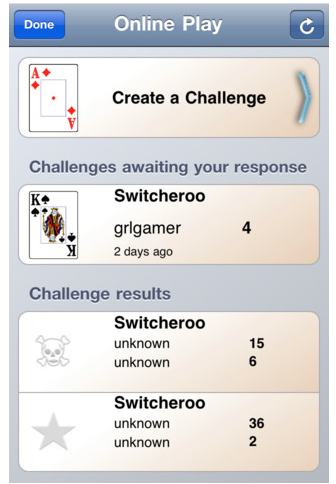 Done
Online Play
A
A
Create a Challenge
Challenges awaiting your response
K
K
Switcheroo
grlgamer 4
2 days ago
Challenge results
Switcheroo
unknown 15
unknown 6
Switcheroo
unknown 36
unknown 2